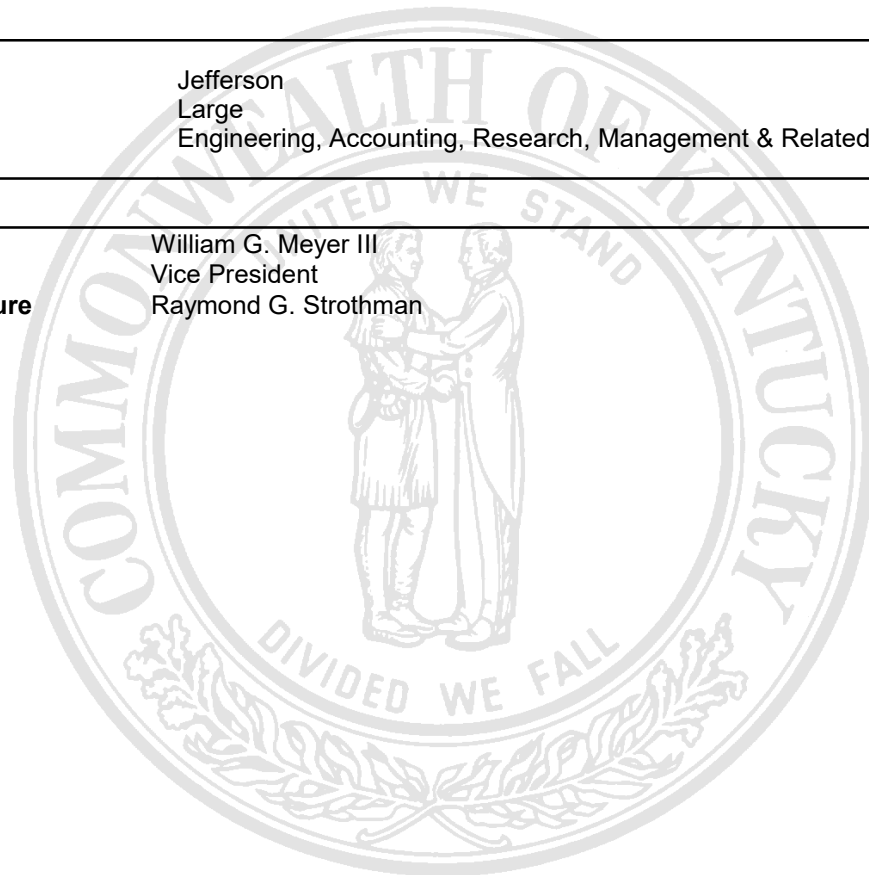 Jefferson
Large
Engineering, Accounting, Research, Management & Related
William G. Meyer III
Vice President
ure Raymond G. Strothman
COMMONWEALTH OF KENTUCKY
UNITED WE STAND
DIVIDED WE FALL